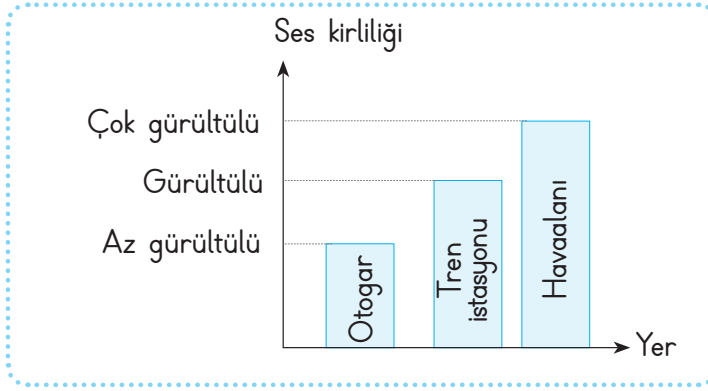 Ses kirliliği
Çok gürültülü
Gürültülü
Az gürültülü
Otogar
Tren
istasyonu
Havaalanı
Yer